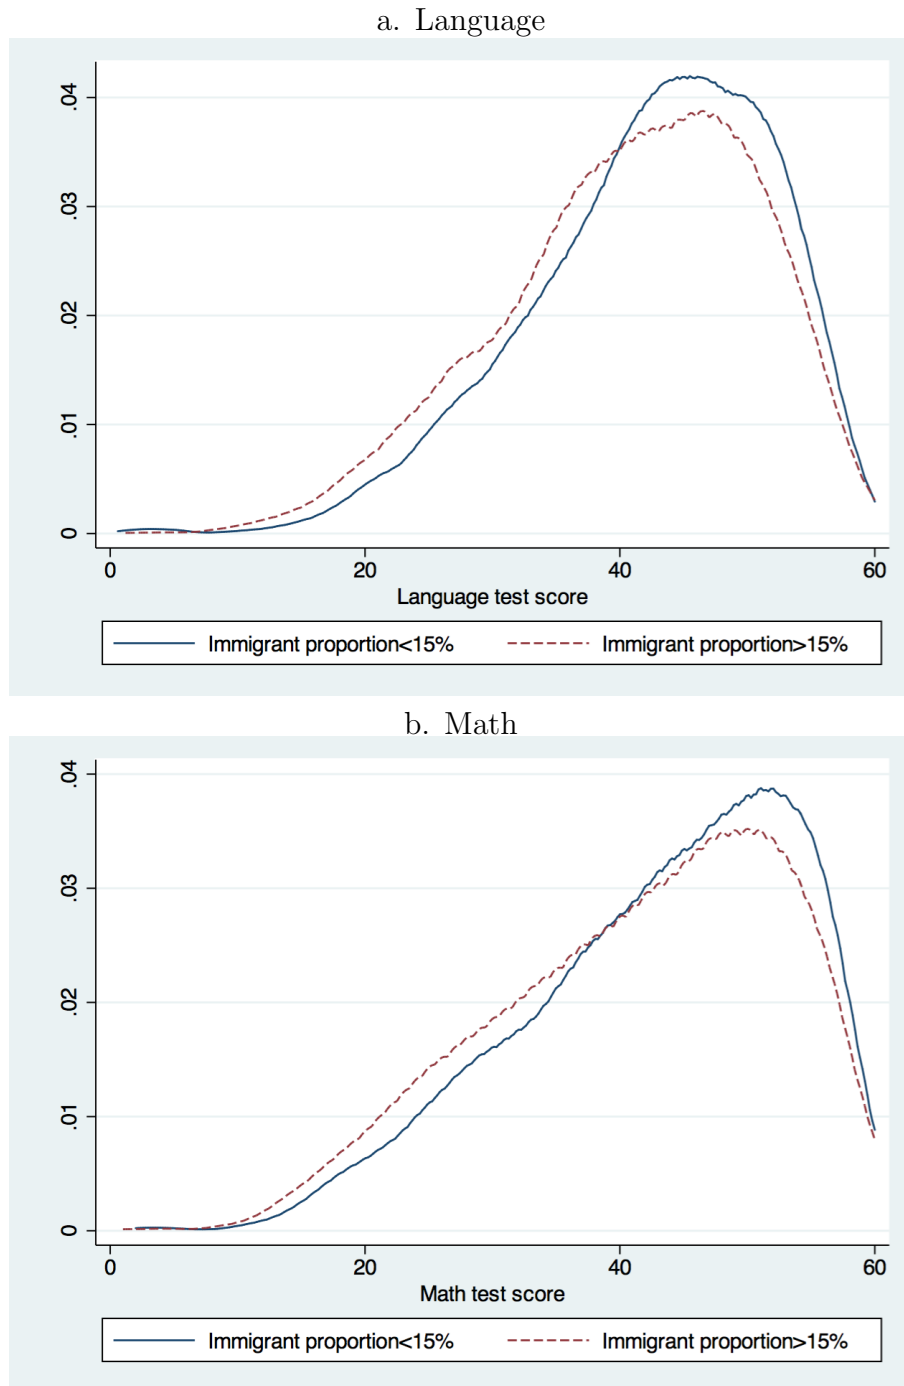 a. Language
.04
.03
.02
.01
0
0 20 40 60
Language test score
Immigrant proportion<15% Immigrant proportion>15%
b. Math
.04
.03
.02
.01
0
0 20 40 60
Math test score
Immigrant proportion<15% Immigrant proportion>15%